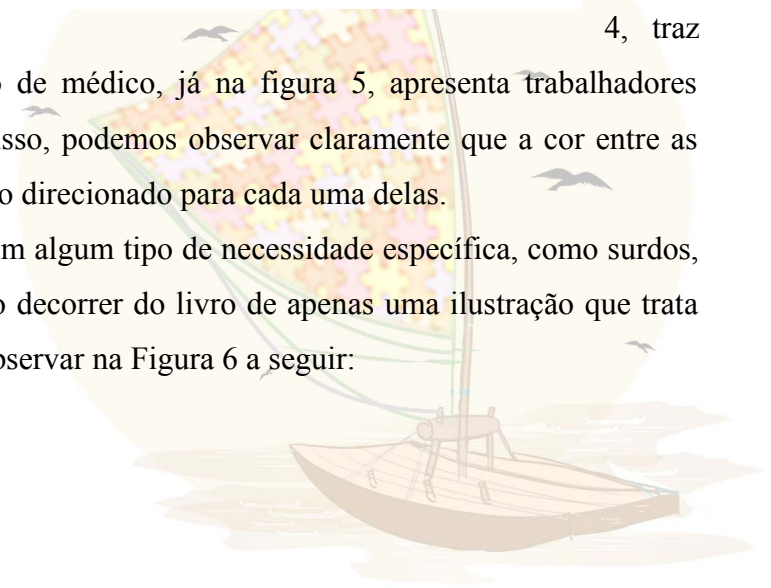 4, traz
de médico, já na figura 5, apresenta trabalhadores
sso, podemos observar claramente que a cor entre as
o direcionado para cada uma delas.
m algum tipo de necessidade específica, como surdos,
o decorrer do livro de apenas uma ilustração que trata
bservar na Figura 6 a seguir: